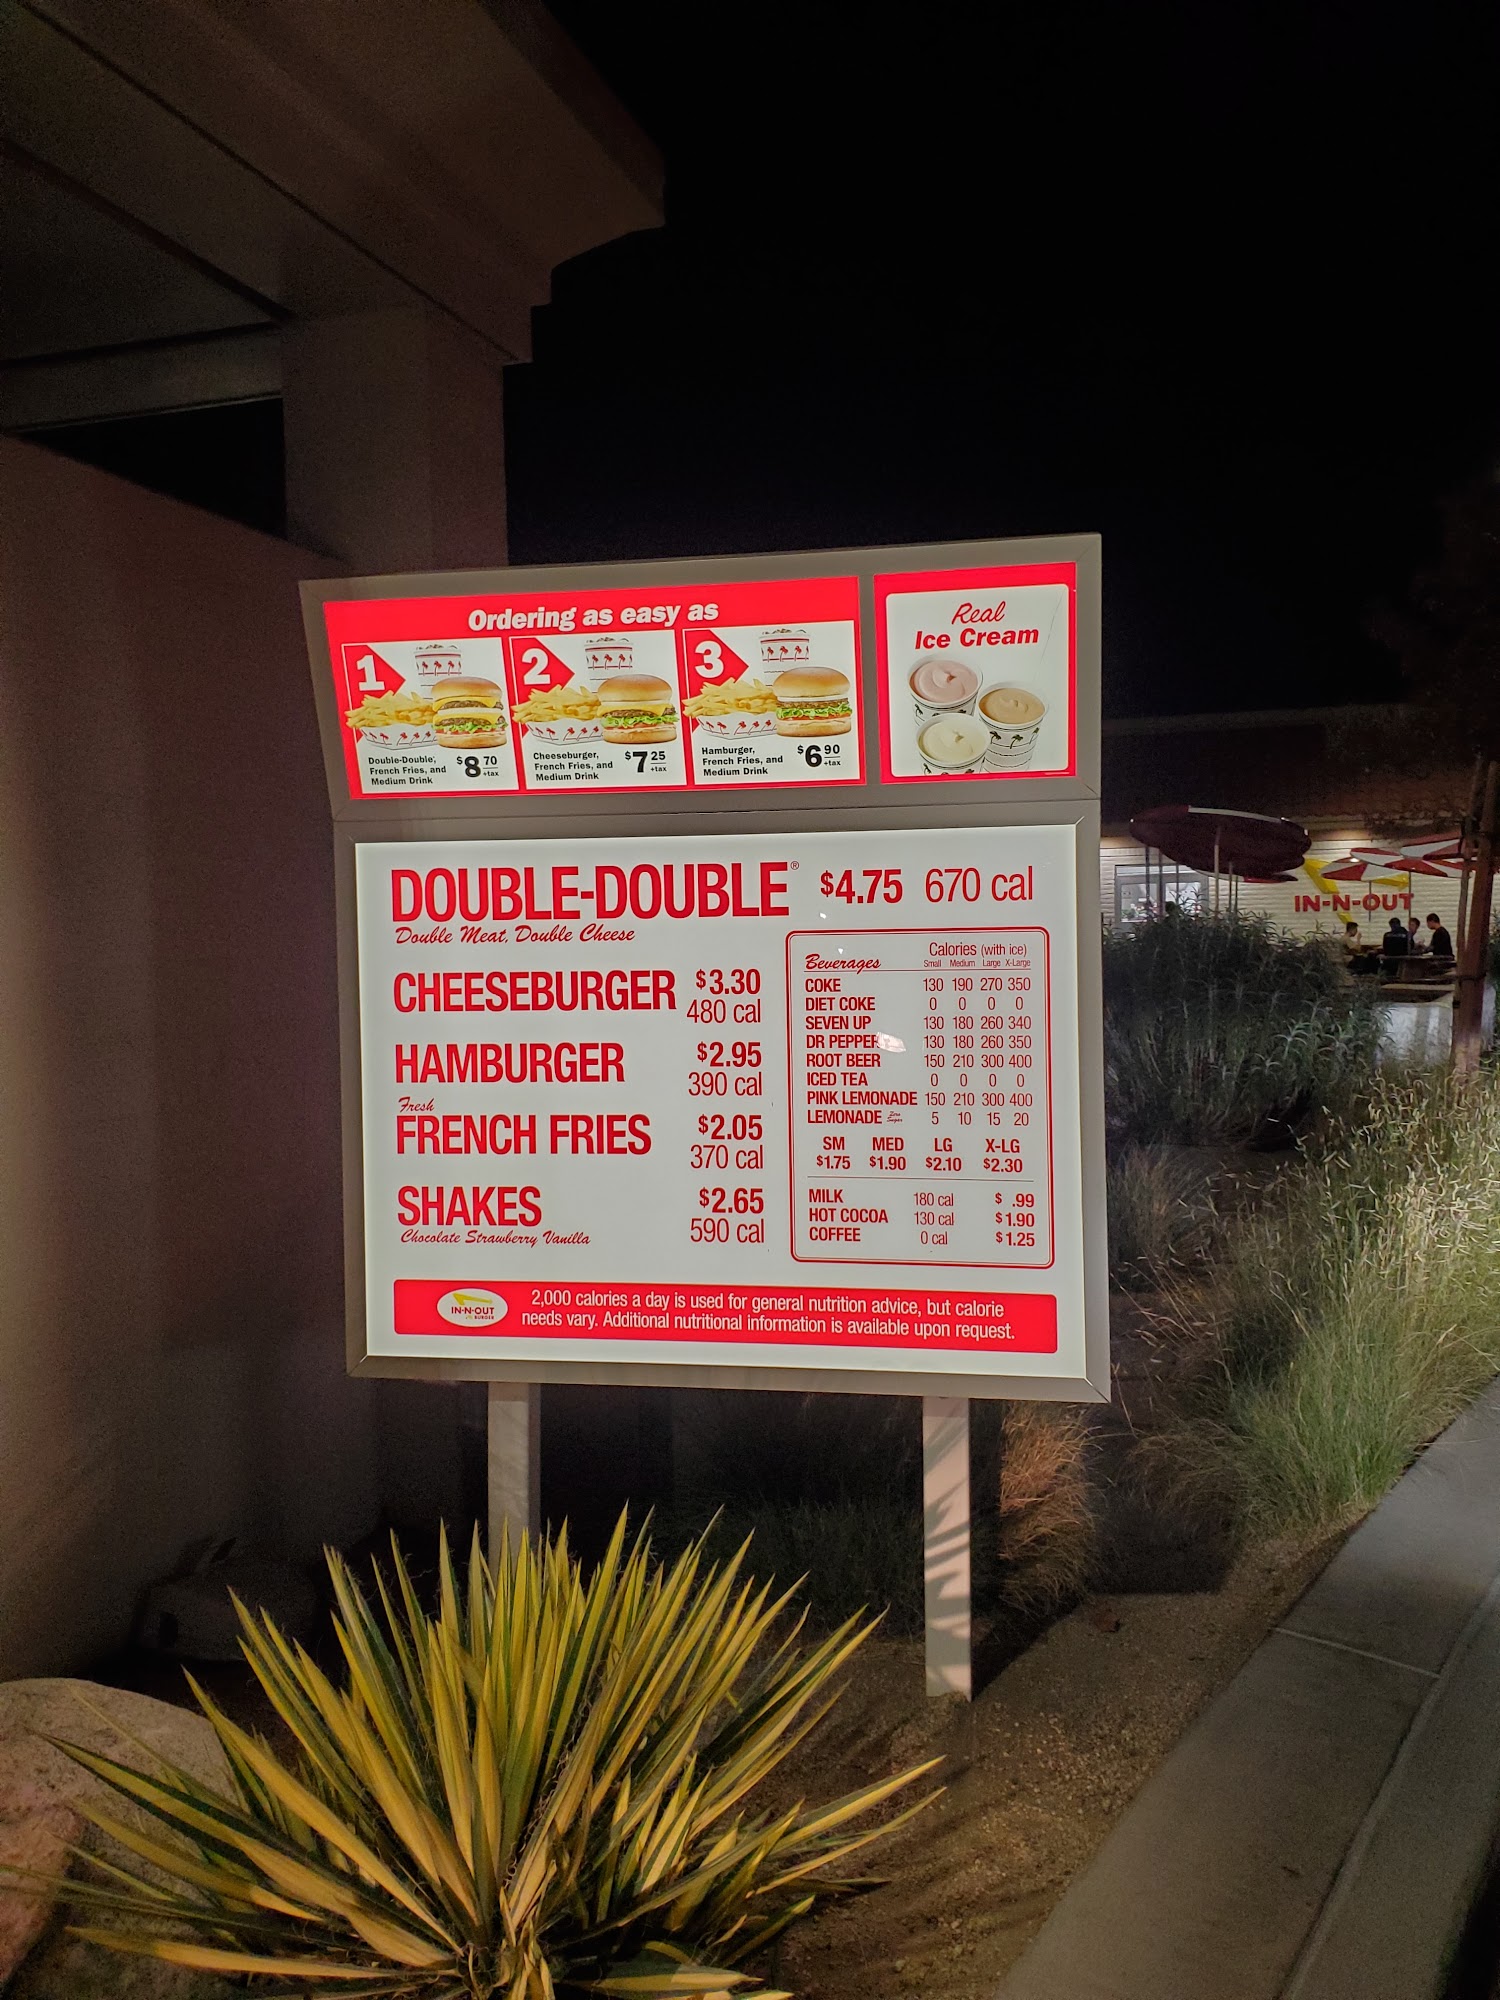 Ordering as easy as
1
Double-Double,
French Fries, and
Medium Drink
$8 70
+tax
2
Cheeseburger,
French Fries, and
Medium Drink
$7 25
+tax
3
Hamburger,
French Fries, and
Medium Drink
$6 90
+tax
Real
Ice Cream
DOUBLE-DOUBLE® $4.75 670 cal
Double Meat, Double Cheese
CHEESEBURGER $3.30
480 cal
HAMBURGER $2.95
390 cal
Fresh
FRENCH FRIES $2.05
370 cal
SHAKES $2.65
Chocolate Strawberry Vanilla 590 cal
Beverages Calories (with ice)
Small Medium Large X-Large
COKE 130 190 270 350
DIET COKE 0 0 0 0
SEVEN UP 130 180 260 340
DR PEPPER 130 180 260 350
ROOT BEER 150 210 300 400
ICED TEA 0 0 0 0
PINK LEMONADE 150 210 300 400
LEMONADE Zero Sugar 5 10 15 20
SM MED LG X-LG
$1.75 $1.90 $2.10 $2.30
MILK 180 cal $ .99
HOT COCOA 130 cal $1.90
COFFEE 0 cal $1.25
IN-N-OUT
BURGER
2,000 calories a day is used for general nutrition advice, but calorie
needs vary. Additional nutritional information is available upon request.
IN-N-OUT